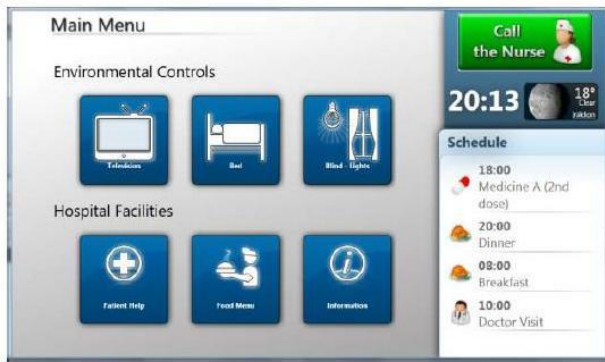 Main Menu
Environmental Controls
Television
Bed
Blind - Lights
Hospital Facilities
Patient Help
Food Menu
Information
Call
the Nurse
20:13
18°
Clear
Iraklion
Schedule
18:00
Medicine A (2nd
dose)
20:00
Dinner
08:00
Breakfast
10:00
Doctor Visit